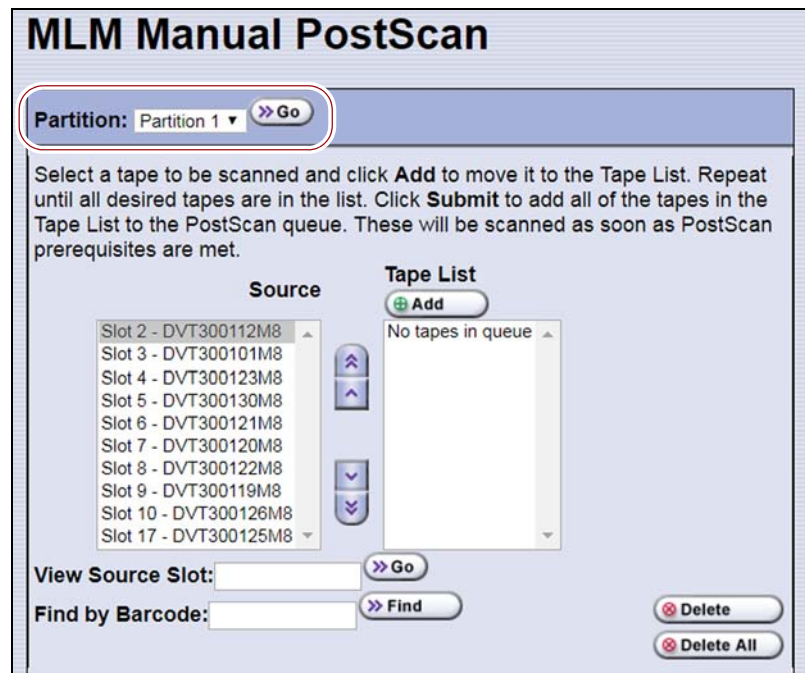 MLM Manual PostScan
Partition: Partition 1 Go
Select a tape to be scanned and click Add to move it to the Tape List. Repeat
until all desired tapes are in the list. Click Submit to add all of the tapes in the
Tape List to the PostScan queue. These will be scanned as soon as PostScan
prerequisites are met.
Source
Tape List
Add
Slot 2 - DVT300112M8
Slot 3 - DVT300101M8
Slot 4 - DVT300123M8
Slot 5 - DVT300130M8
Slot 6 - DVT300121M8
Slot 7 - DVT300120M8
Slot 8 - DVT300122M8
Slot 9 - DVT300119M8
Slot 10 - DVT300126M8
Slot 17 - DVT300125M8
No tapes in queue
View Source Slot: Go
Find by Barcode: Find
Delete
Delete All